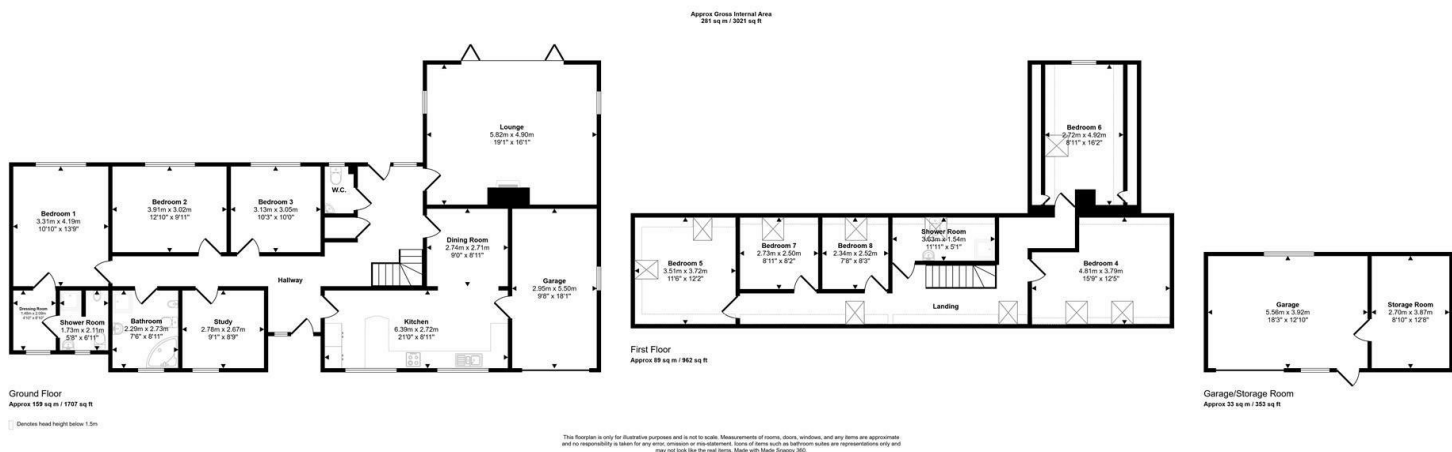 Approx Gross Internal Area
281 sq m / 3021 sq ft
Lounge
5.82m x 4.90m
19'1" x 16'1"
W.C.
Bedroom 1
3.31m x 4.19m
10'10" x 13'9"
Bedroom 2
3.91m x 3.02m
12'10" x 9'11"
Bedroom 3
3.13m x 3.05m
10'3" x 10'0"
Dining Room
2.74m x 2.71m
9'0" x 8'11"
Garage
2.95m x 5.50m
9'8" x 18'1"
Hallway
Dressing Room
Shower Room
1.73m x 2.11m
5'8" x 6'11"
Bathroom
2.29m x 2.73m
7'6" x 8'11"
Study
2.78m x 2.67m
9'1" x 8'9"
Kitchen
6.39m x 2.72m
21'0" x 8'11"
Ground Floor
Approx 159 sq m / 1707 sq ft
Denotes head height below 1.5m
Bedroom 6
2.72m x 4.92m
8'11" x 16'2"
Bedroom 5
3.51m x 3.72m
11'6" x 12'2"
Bedroom 7
2.73m x 2.50m
8'11" x 8'2"
Bedroom 8
2.34m x 2.52m
7'8" x 8'3"
Shower Room
3.63m x 1.54m
11'11" x 5'1"
Bedroom 4
4.81m x 3.79m
15'9" x 12'5"
Landing
First Floor
Approx 89 sq m / 962 sq ft
Garage
5.56m x 3.92m
18'3" x 12'10"
Storage Room
2.70m x 3.87m
8'10" x 12'8"
Garage/Storage Room
Approx 33 sq m / 353 sq ft
This floorplan is only for illustrative purposes and is not to scale. Measurements of rooms, doors, windows, and any items are approximate
and no responsibility is taken for any error, omission or mis-statement. Icons of items such as bathroom suites are representations only and
may not look like the real items. Made with Made Snappy 360.